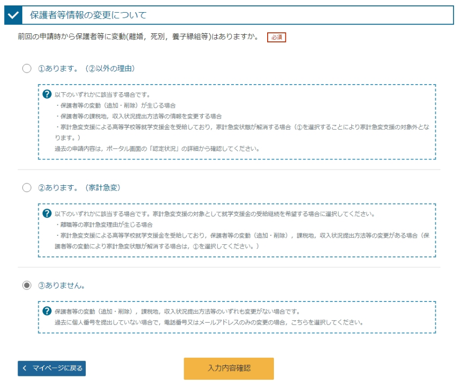 保護者等情報の変更について
前回の申請時から保護者等に変動(離婚，死別，養子縁組等)はありますか。 必須
①あります。（②以外の理由）
以下のいずれかに該当する場合です。
・保護者等の変動（追加・削除）が生じる場合
・保護者等の課税地、収入状況提出方法等の情報を変更する場合
・家計急変支援による高等学校等就学支援金を受給しており、家計急変状態が解消する場合（①を選択することにより家計急変支援の対象外とな
ります。）
過去の申請内容は、ポータル画面の「認定状況」の詳細から確認してください。
②あります。（家計急変）
以下のいずれかに該当する場合です。家計急変支援の対象として就学支援金の受給継続を希望する場合に選択してください。
・離職等の家計急変理由が生じる場合
・家計急変支援による高等学校就学支援金を受給しており、保護者等の変動（追加・削除）、課税地、収入状況提出方法等の変更がある場合（保
護者等の変動により家計急変状態が解消する場合は、①を選択してください。）
③ありません。
保護者等の変動（追加・削除）、課税地、収入状況提出方法等のいずれも変更がない場合です。
過去に個人番号を提出していない場合で、電話番号又はメールアドレスのみの変更の場合、こちらを選択してください。
マイページに戻る
入力内容確認